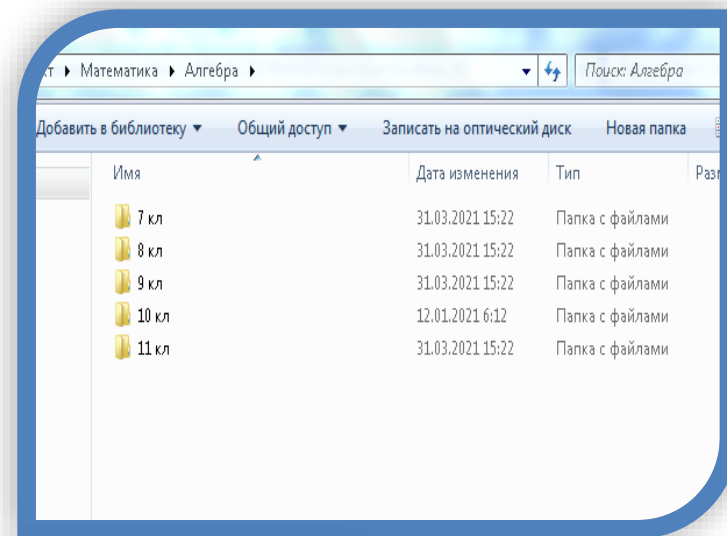 кт ▸ Математика ▸ Алгебра ▸ Поиск: Алгебра
Добавить в библиотеку ▾ Общий доступ ▾ Записать на оптический диск Новая папка
Имя Дата изменения Тип Раз
7 кл 31.03.2021 15:22 Папка с файлами
8 кл 31.03.2021 15:22 Папка с файлами
9 кл 31.03.2021 15:22 Папка с файлами
10 кл 12.01.2021 6:12 Папка с файлами
11 кл 31.03.2021 15:22 Папка с файлами